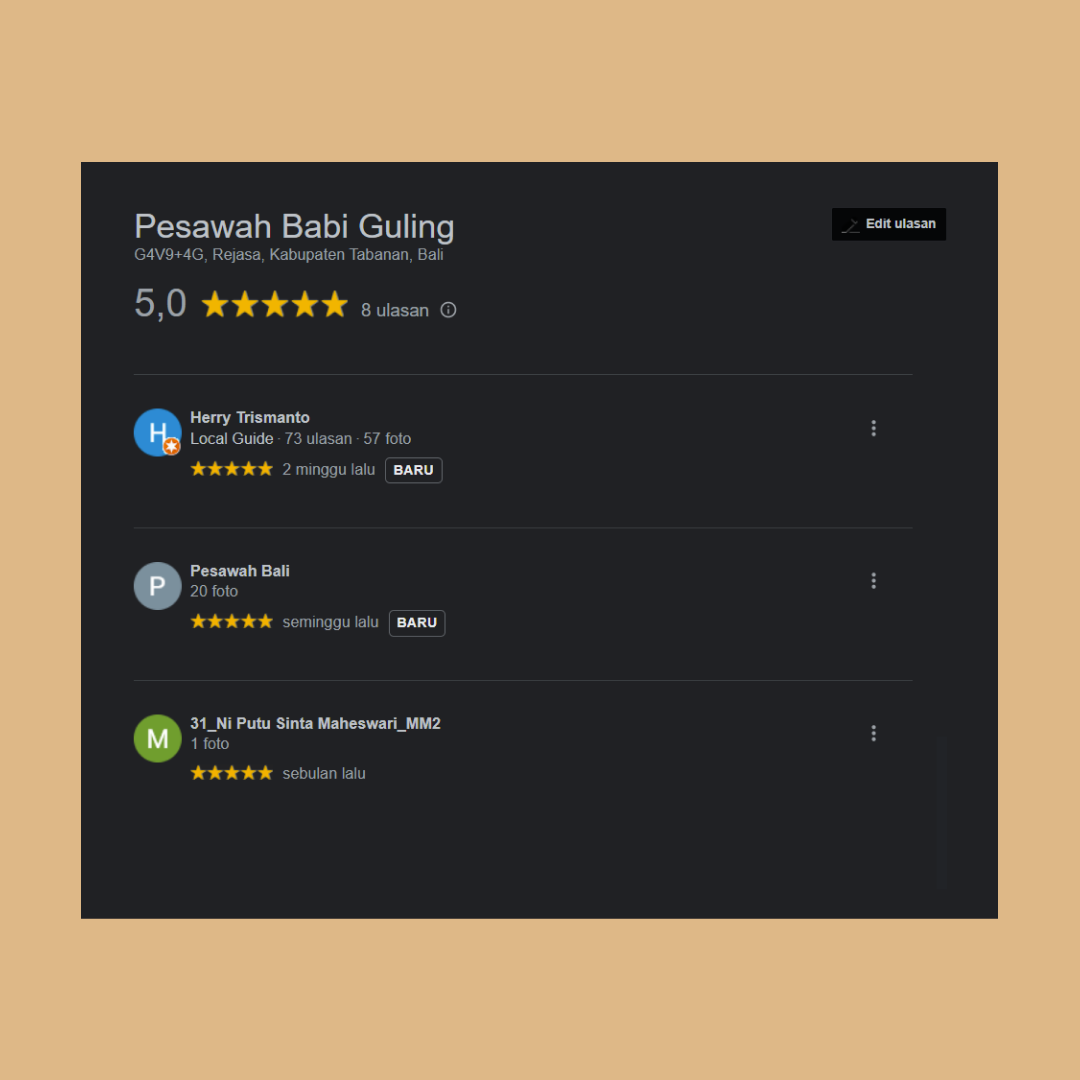 Pesawah Babi Guling
Edit ulasan
G4V9+4G, Rejasa, Kabupaten Tabanan, Bali
5,0 8 ulasan
H
Herry Trismanto
Local Guide · 73 ulasan · 57 foto
2 minggu lalu BARU
P
Pesawah Bali
20 foto
seminggu lalu BARU
M
31_Ni Putu Sinta Maheswari_MM2
1 foto
sebulan lalu